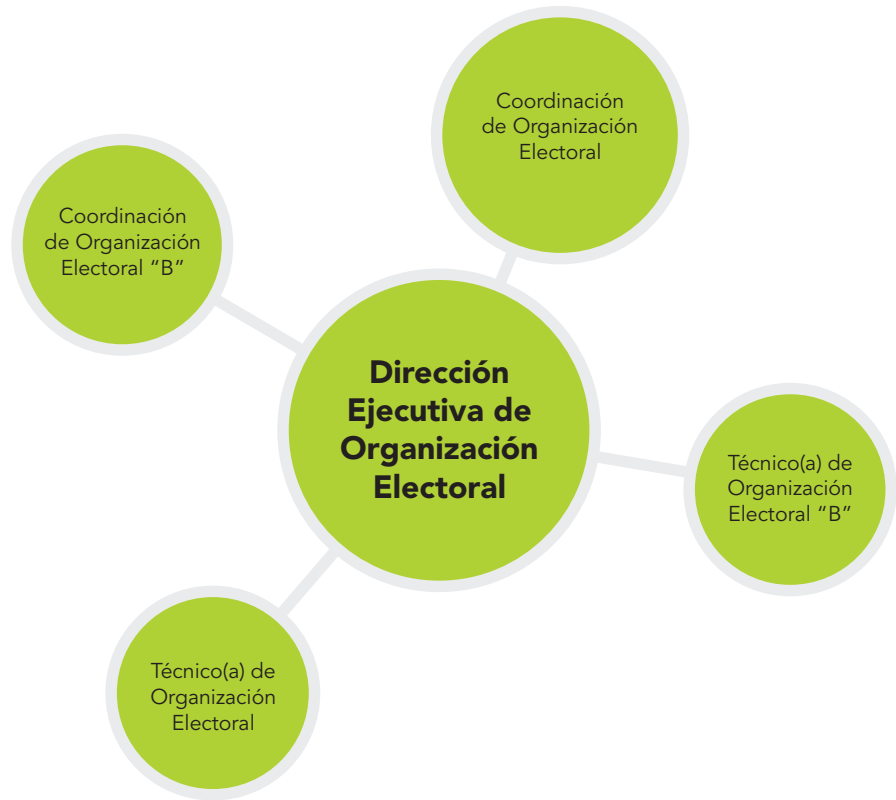 Coordinación
de Organización
Electoral
Coordinación
de Organización
Electoral “B”
Dirección
Ejecutiva de
Organización
Electoral
Técnico(a) de
Organización
Electoral “B”
Técnico(a) de
Organización
Electoral